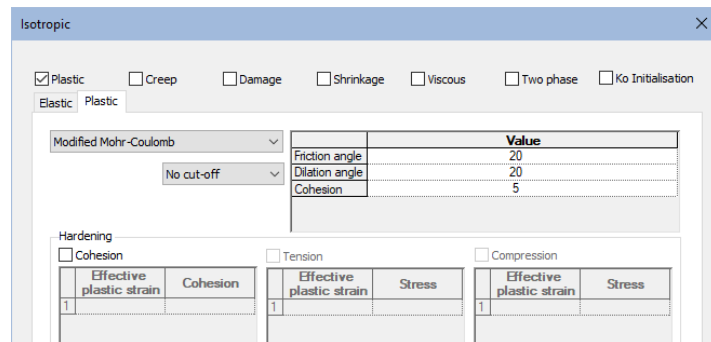 Isotropic
Plastic Creep Damage Shrinkage Viscous Two phase Ko Initialisation
Elastic Plastic
Modified Mohr-Coulomb
No cut-off
Value
Friction angle 20
Dilation angle 20
Cohesion 5
Hardening
Cohesion Tension Compression
Effective plastic strain Cohesion Effective plastic strain Stress Effective plastic strain Stress
1 1 1